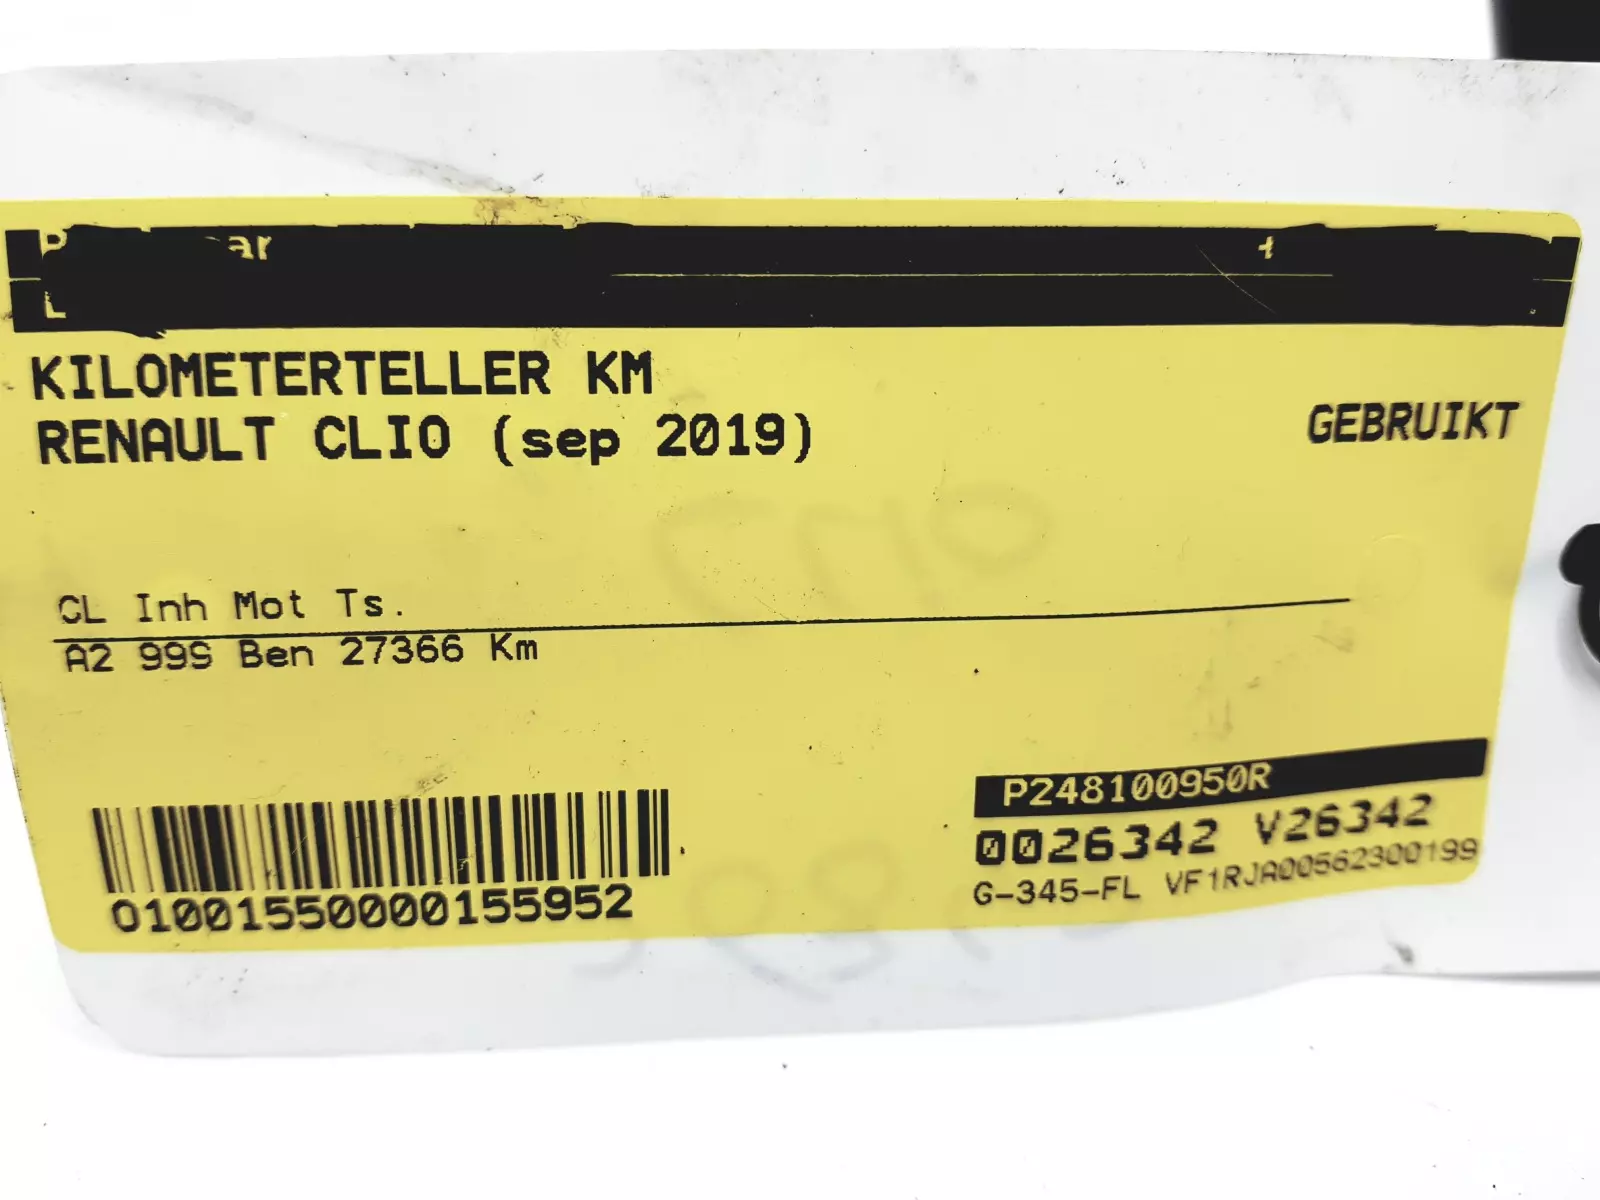 KILOMETERTELLER KM
RENAULT CLIO (sep 2019)
GEBRUIKT
CL Inh Mot Ts.
A2 999 Ben 27366 Km
P248100950R
0026342 V26342
G-345-FL VF1RJA00562300199
01001550000155952